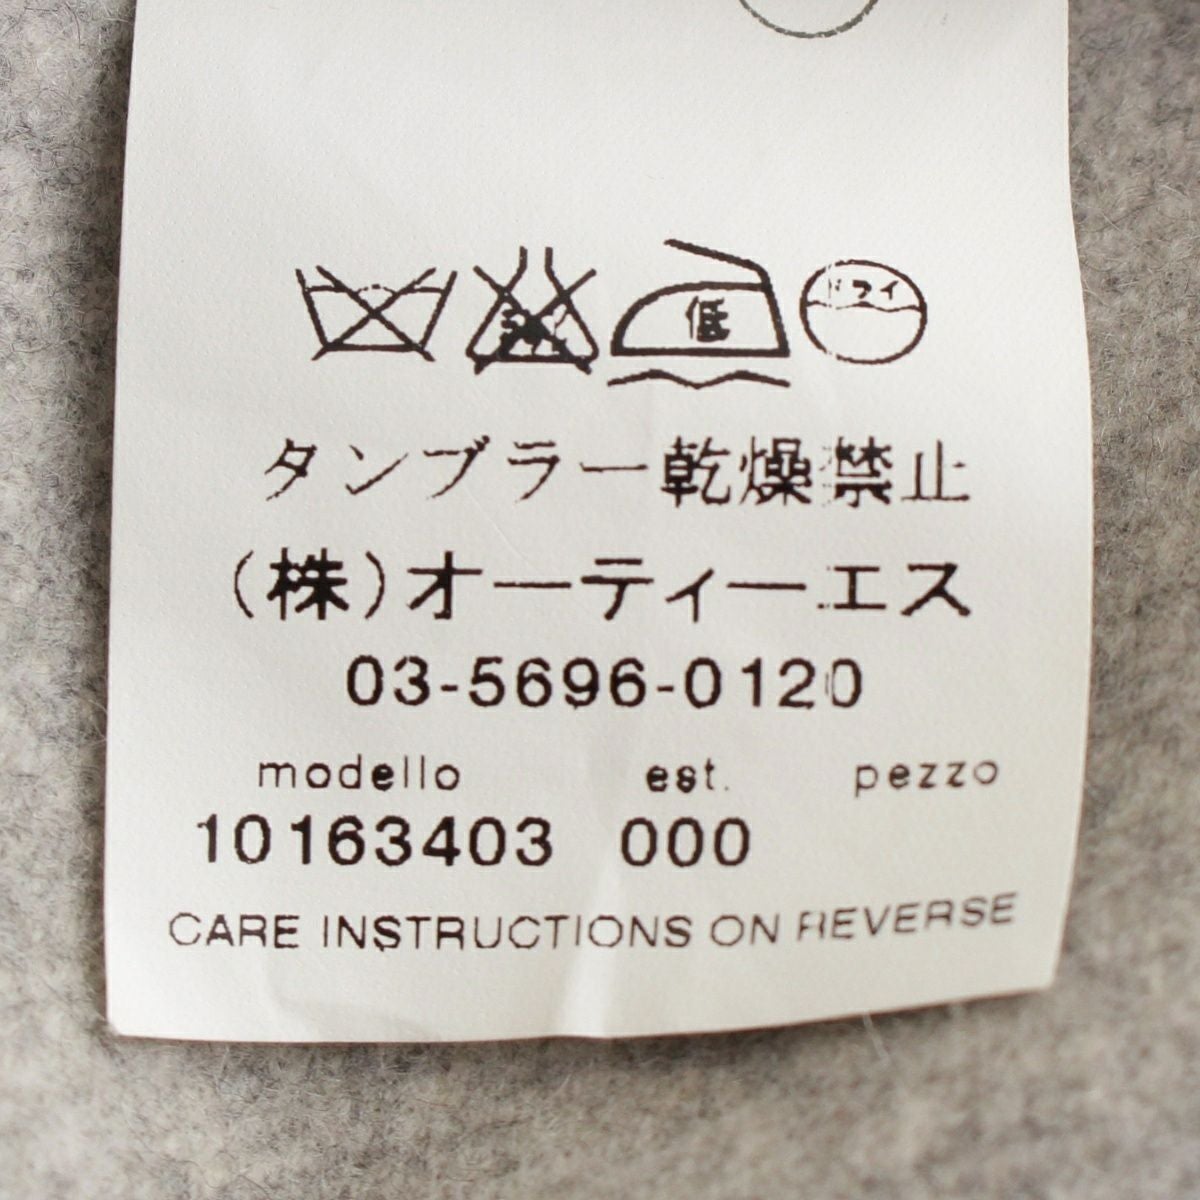 低 ドライ
タンブラー乾燥禁止
(株)オーティーエス
03-5696-0120
modello est. pezzo
10163403 000
CARE INSTRUCTIONS ON REVERSE